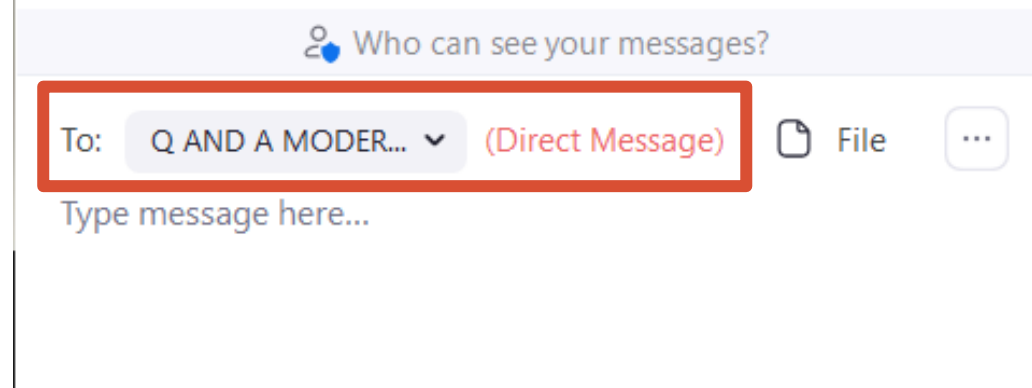 Who can see your messages?
To: Q AND A MODER... (Direct Message) File ...
Type message here...